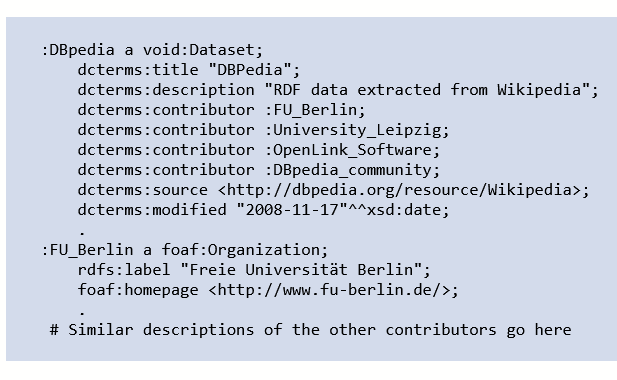 :DBpedia a void:Dataset;
dcterms:title "DBPedia";
dcterms:description "RDF data extracted from Wikipedia";
dcterms:contributor :FU_Berlin;
dcterms:contributor :University_Leipzig;
dcterms:contributor :OpenLink_Software;
dcterms:contributor :DBpedia_community;
dcterms:source <http://dbpedia.org/resource/Wikipedia>;
dcterms:modified "2008-11-17"^^xsd:date;
.
:FU_Berlin a foaf:Organization;
rdfs:label "Freie Universität Berlin";
foaf:homepage <http://www.fu-berlin.de/>;
.
# Similar descriptions of the other contributors go here